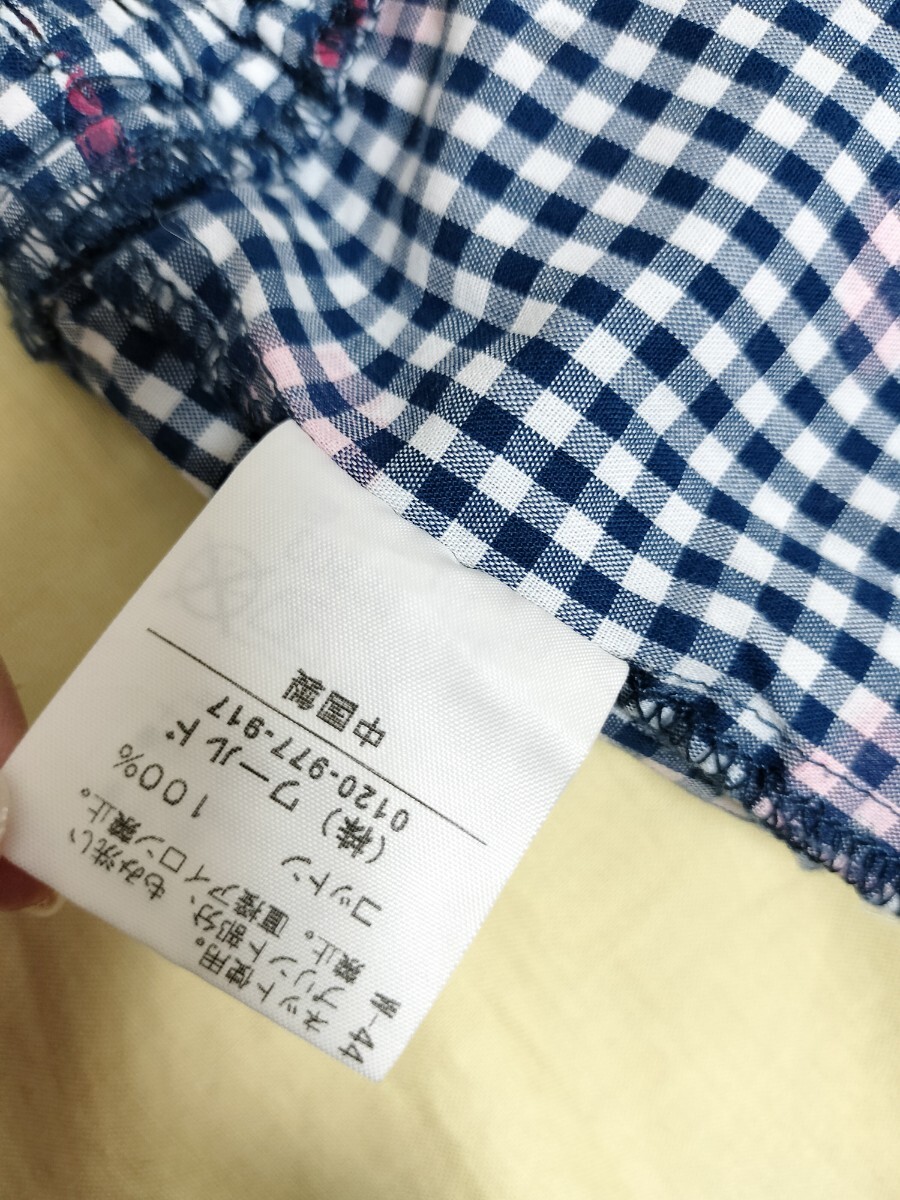 ネット使用。
プリント部分、もみ洗い
禁止。直接アイロン禁止。
コットン 100%
(株) ワールド
0120-977-917
中国製